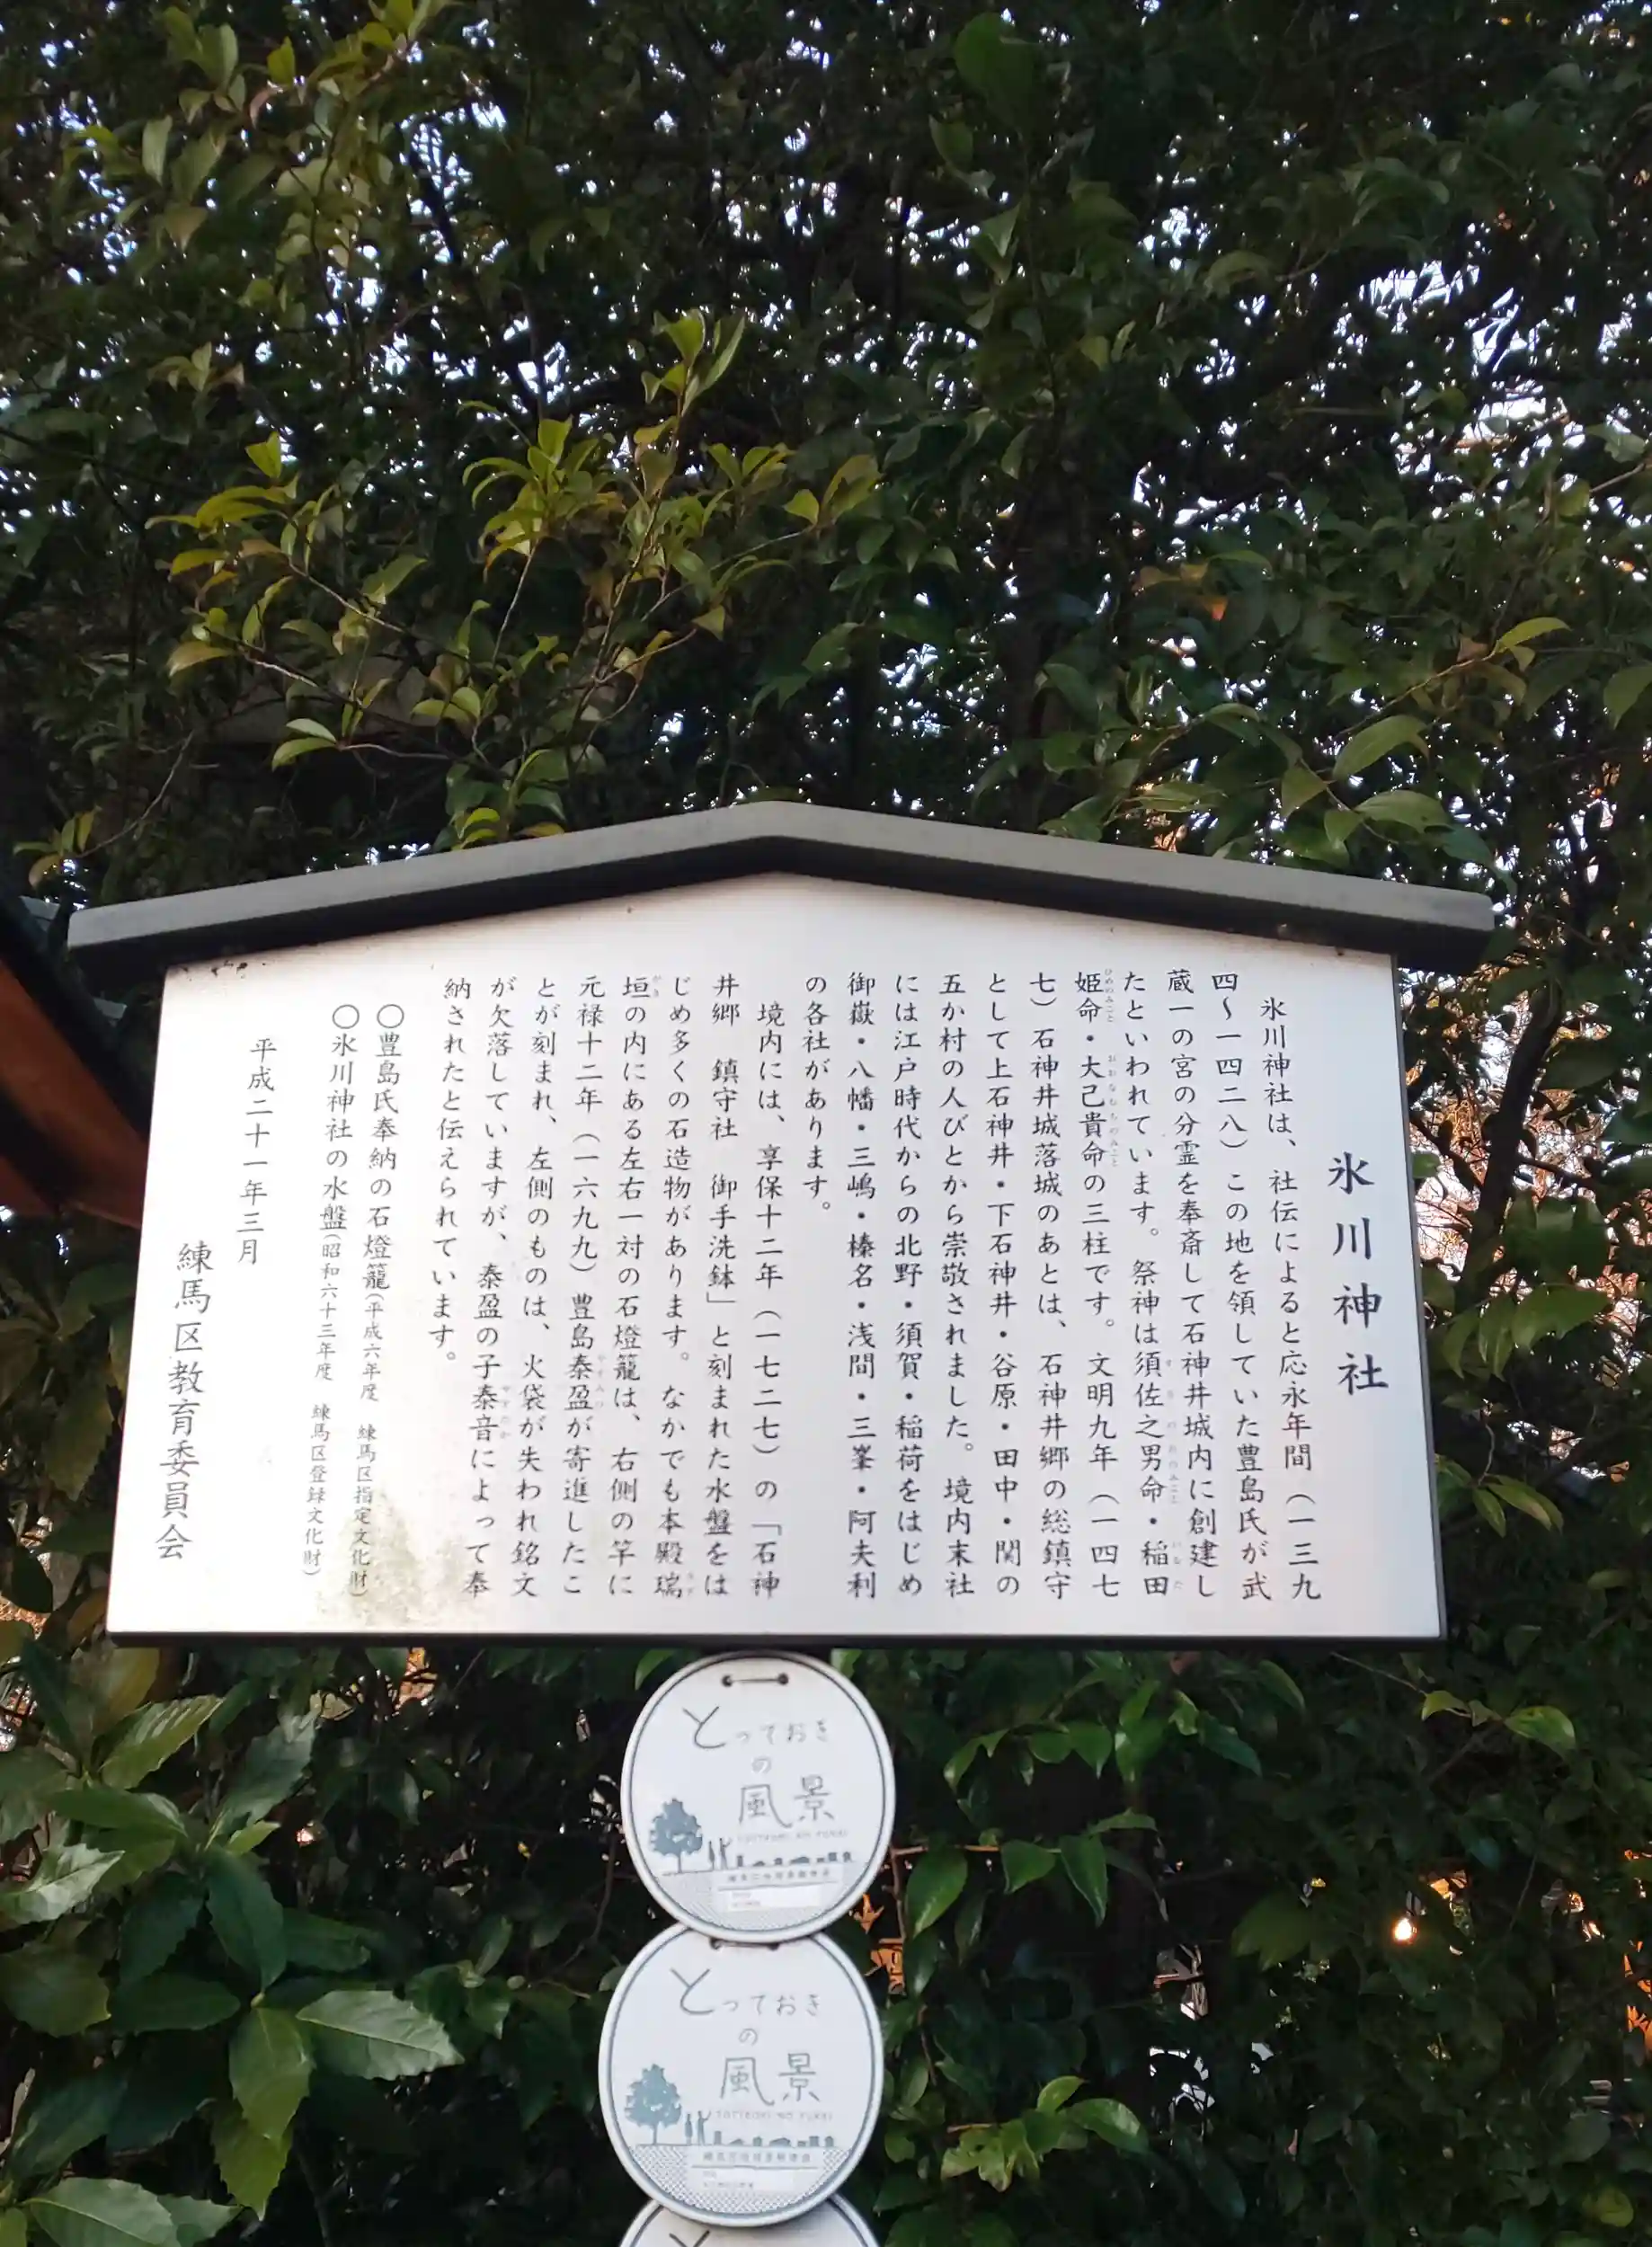 氷川神社
氷川神社は、社伝によると応永年間（一三九
四～一四二八）この地を領していた豊島氏が武
蔵一の宮の分霊を奉斎して石神井城内に創建し
たといわれています。祭神は須佐之男命・稲田
姫命・大己貴命の三柱です。文明九年（一四七
七）石神井城落城のあとは、石神井郷の総鎮守
として上石神井・下石神井・谷原・田中・関の
五か村の人びとから崇敬されました。境内末社
には江戸時代からの北野・須賀・稲荷をはじめ
御嶽・八幡・三嶋・榛名・浅間・三峯・阿夫利
の各社があります。
境内には、享保十二年（一七二七）の「石神
井郷 鎮守社 御手洗鉢」と刻まれた水盤をは
じめ多くの石造物があります。なかでも本殿瑞
垣の内にある左右一対の石燈籠は、右側の竿に
元禄十二年（一六九九）豊島泰盈が寄進したこ
とが刻まれ、左側のものは、火袋が失われ銘文
が欠落していますが、泰盈の子泰音によって奉
納されたと伝えられています。
〇豊島氏奉納の石燈籠（平成六年度 練馬区指定文化財）
〇氷川神社の水盤（昭和六十三年度 練馬区登録文化財）
平成二十一年三月
練馬区教育委員会
とっておき
の
風景
とっておき
の
風景
と